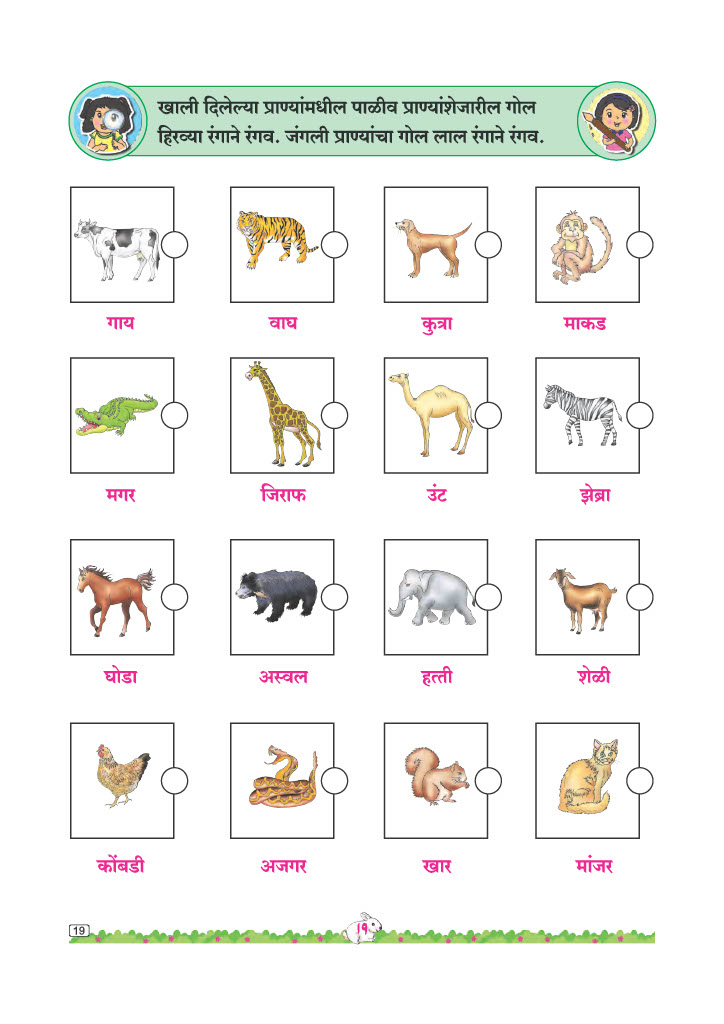 खाली दिलेल्या प्राण्यांमधील पाळीव प्राण्यांशेजारील गोल
हिरव्या रंगाने रंगव. जंगली प्राण्यांचा गोल लाल रंगाने रंगव.
गाय वाघ कुत्रा माकड
मगर जिराफ उंट झेब्रा
घोडा अस्वल हत्ती शेळी
कोंबडी अजगर खार मांजर
19 १९